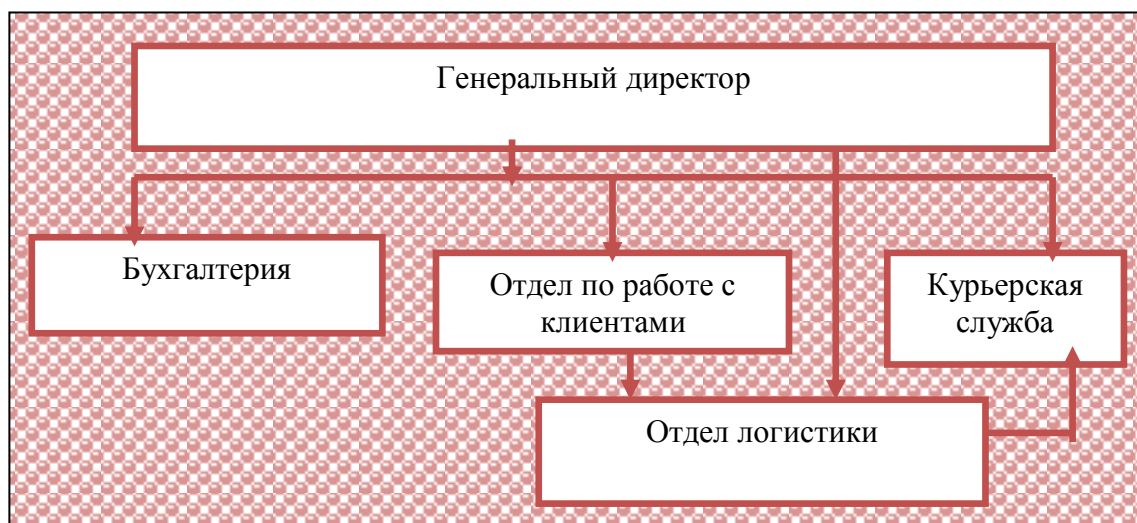 Генеральный директор
Бухгалтерия
Отдел по работе с
клиентами
Курьерская
служба
Отдел логистики